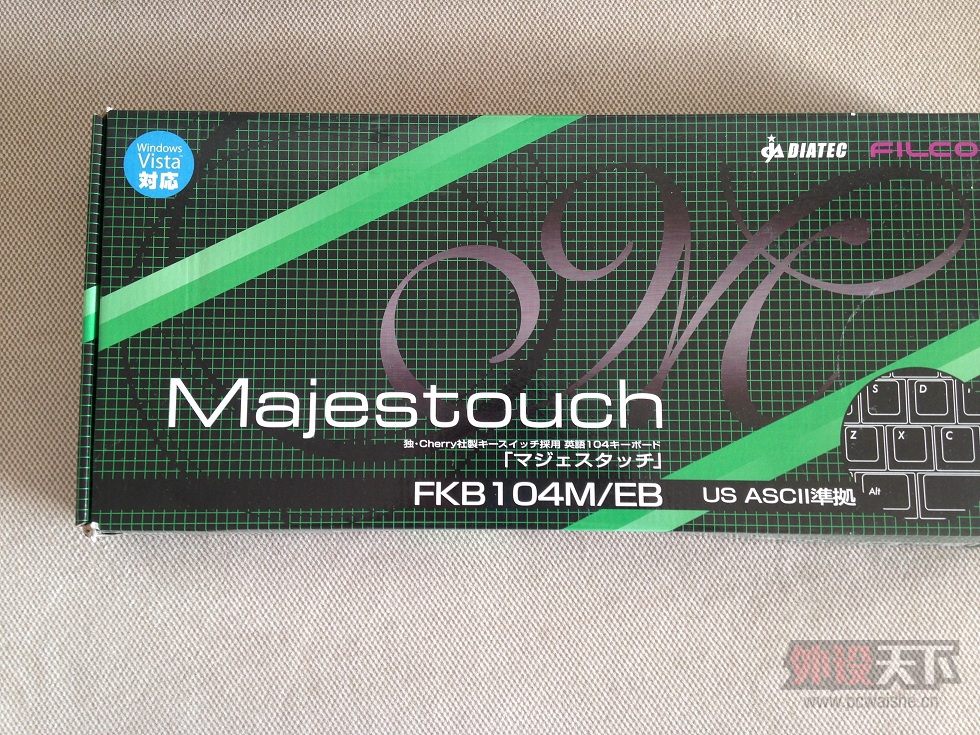 Windows
Vista™
対応
DIATEC FILCO
Majestouch
独・Cherry社製キースイッチ採用 英語104キーボード
「マジェスタッチ」
FKB104M/EB US ASCII準拠
S D
Z X C
Alt
外设天下
www.pcwaishe.cn